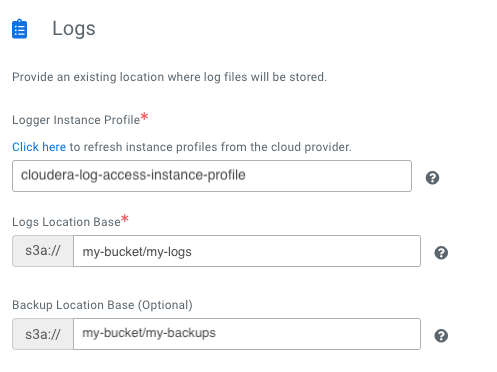 Logs
Provide an existing location where log files will be stored.
Logger Instance Profile*
Click here to refresh instance profiles from the cloud provider.
cloudera-log-access-instance-profile
?
Logs Location Base*
s3a:// my-bucket/my-logs
?
Backup Location Base (Optional)
s3a:// my-bucket/my-backups
?